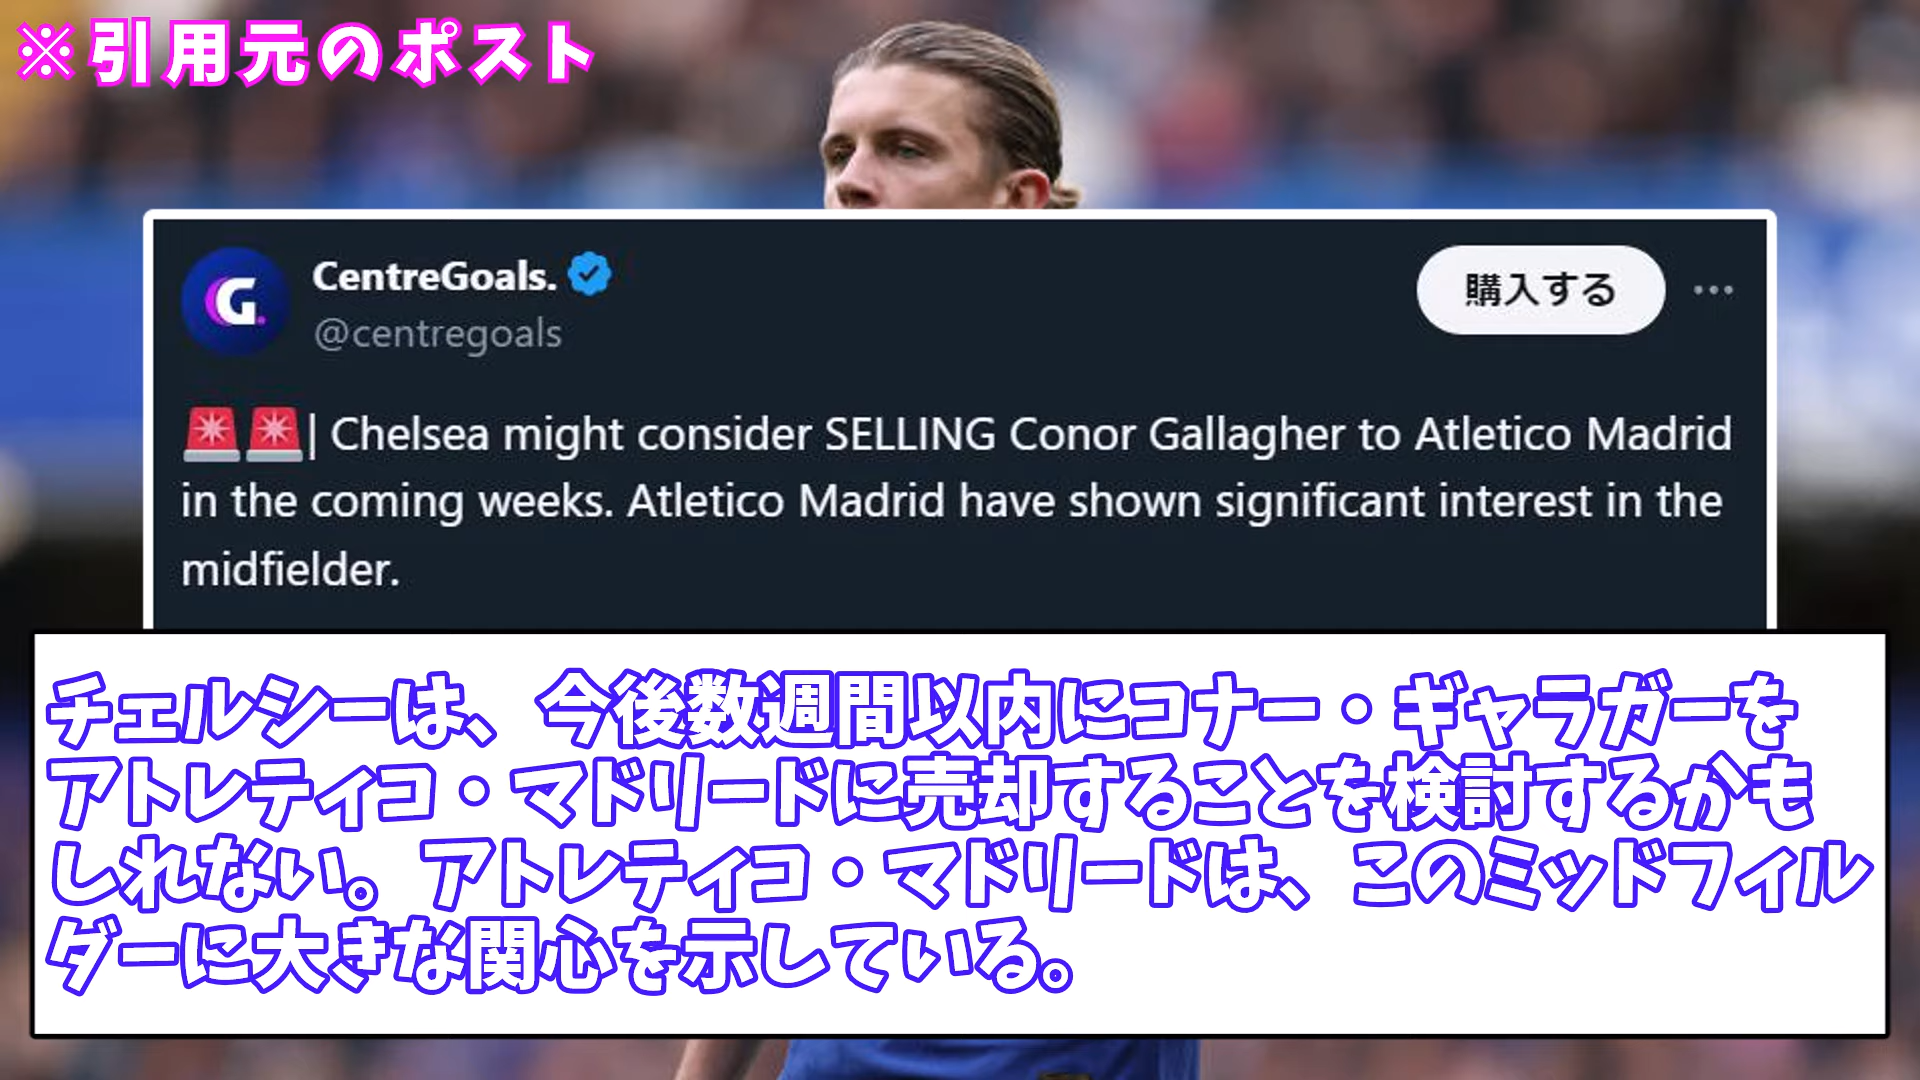 ※引用元のポスト
G.
CentreGoals.
@centregoals
購入する
🚨🚨| Chelsea might consider SELLING Conor Gallagher to Atletico Madrid
in the coming weeks. Atletico Madrid have shown significant interest in the
midfielder.
チェルシーは、今後数週間以内にコナー・ギャラガーを
アトレティコ・マドリードに売却することを検討するかも
しれない。アトレティコ・マドリードは、このミッドフィル
ダーに大きな関心を示している。